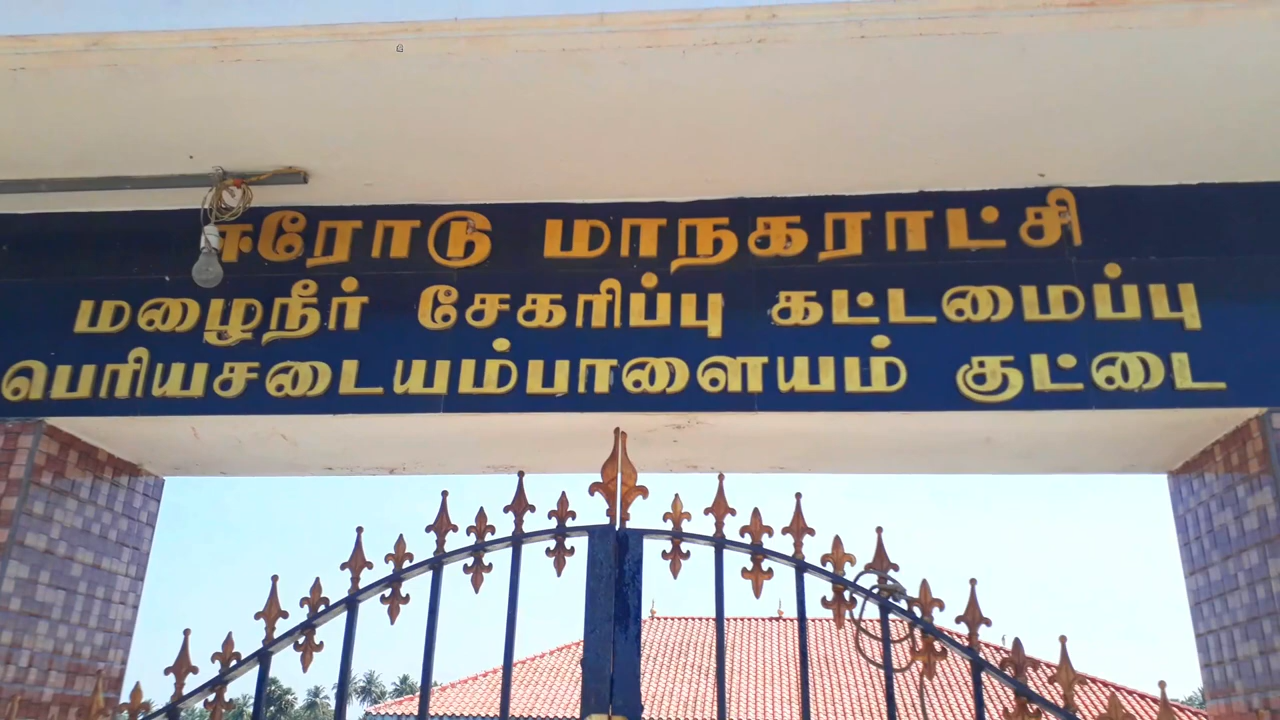 ஈரோடு மாநகராட்சி
மழைநீர் சேகரிப்பு கட்டமைப்பு
பெரியசடையம்பாளையம் குட்டை